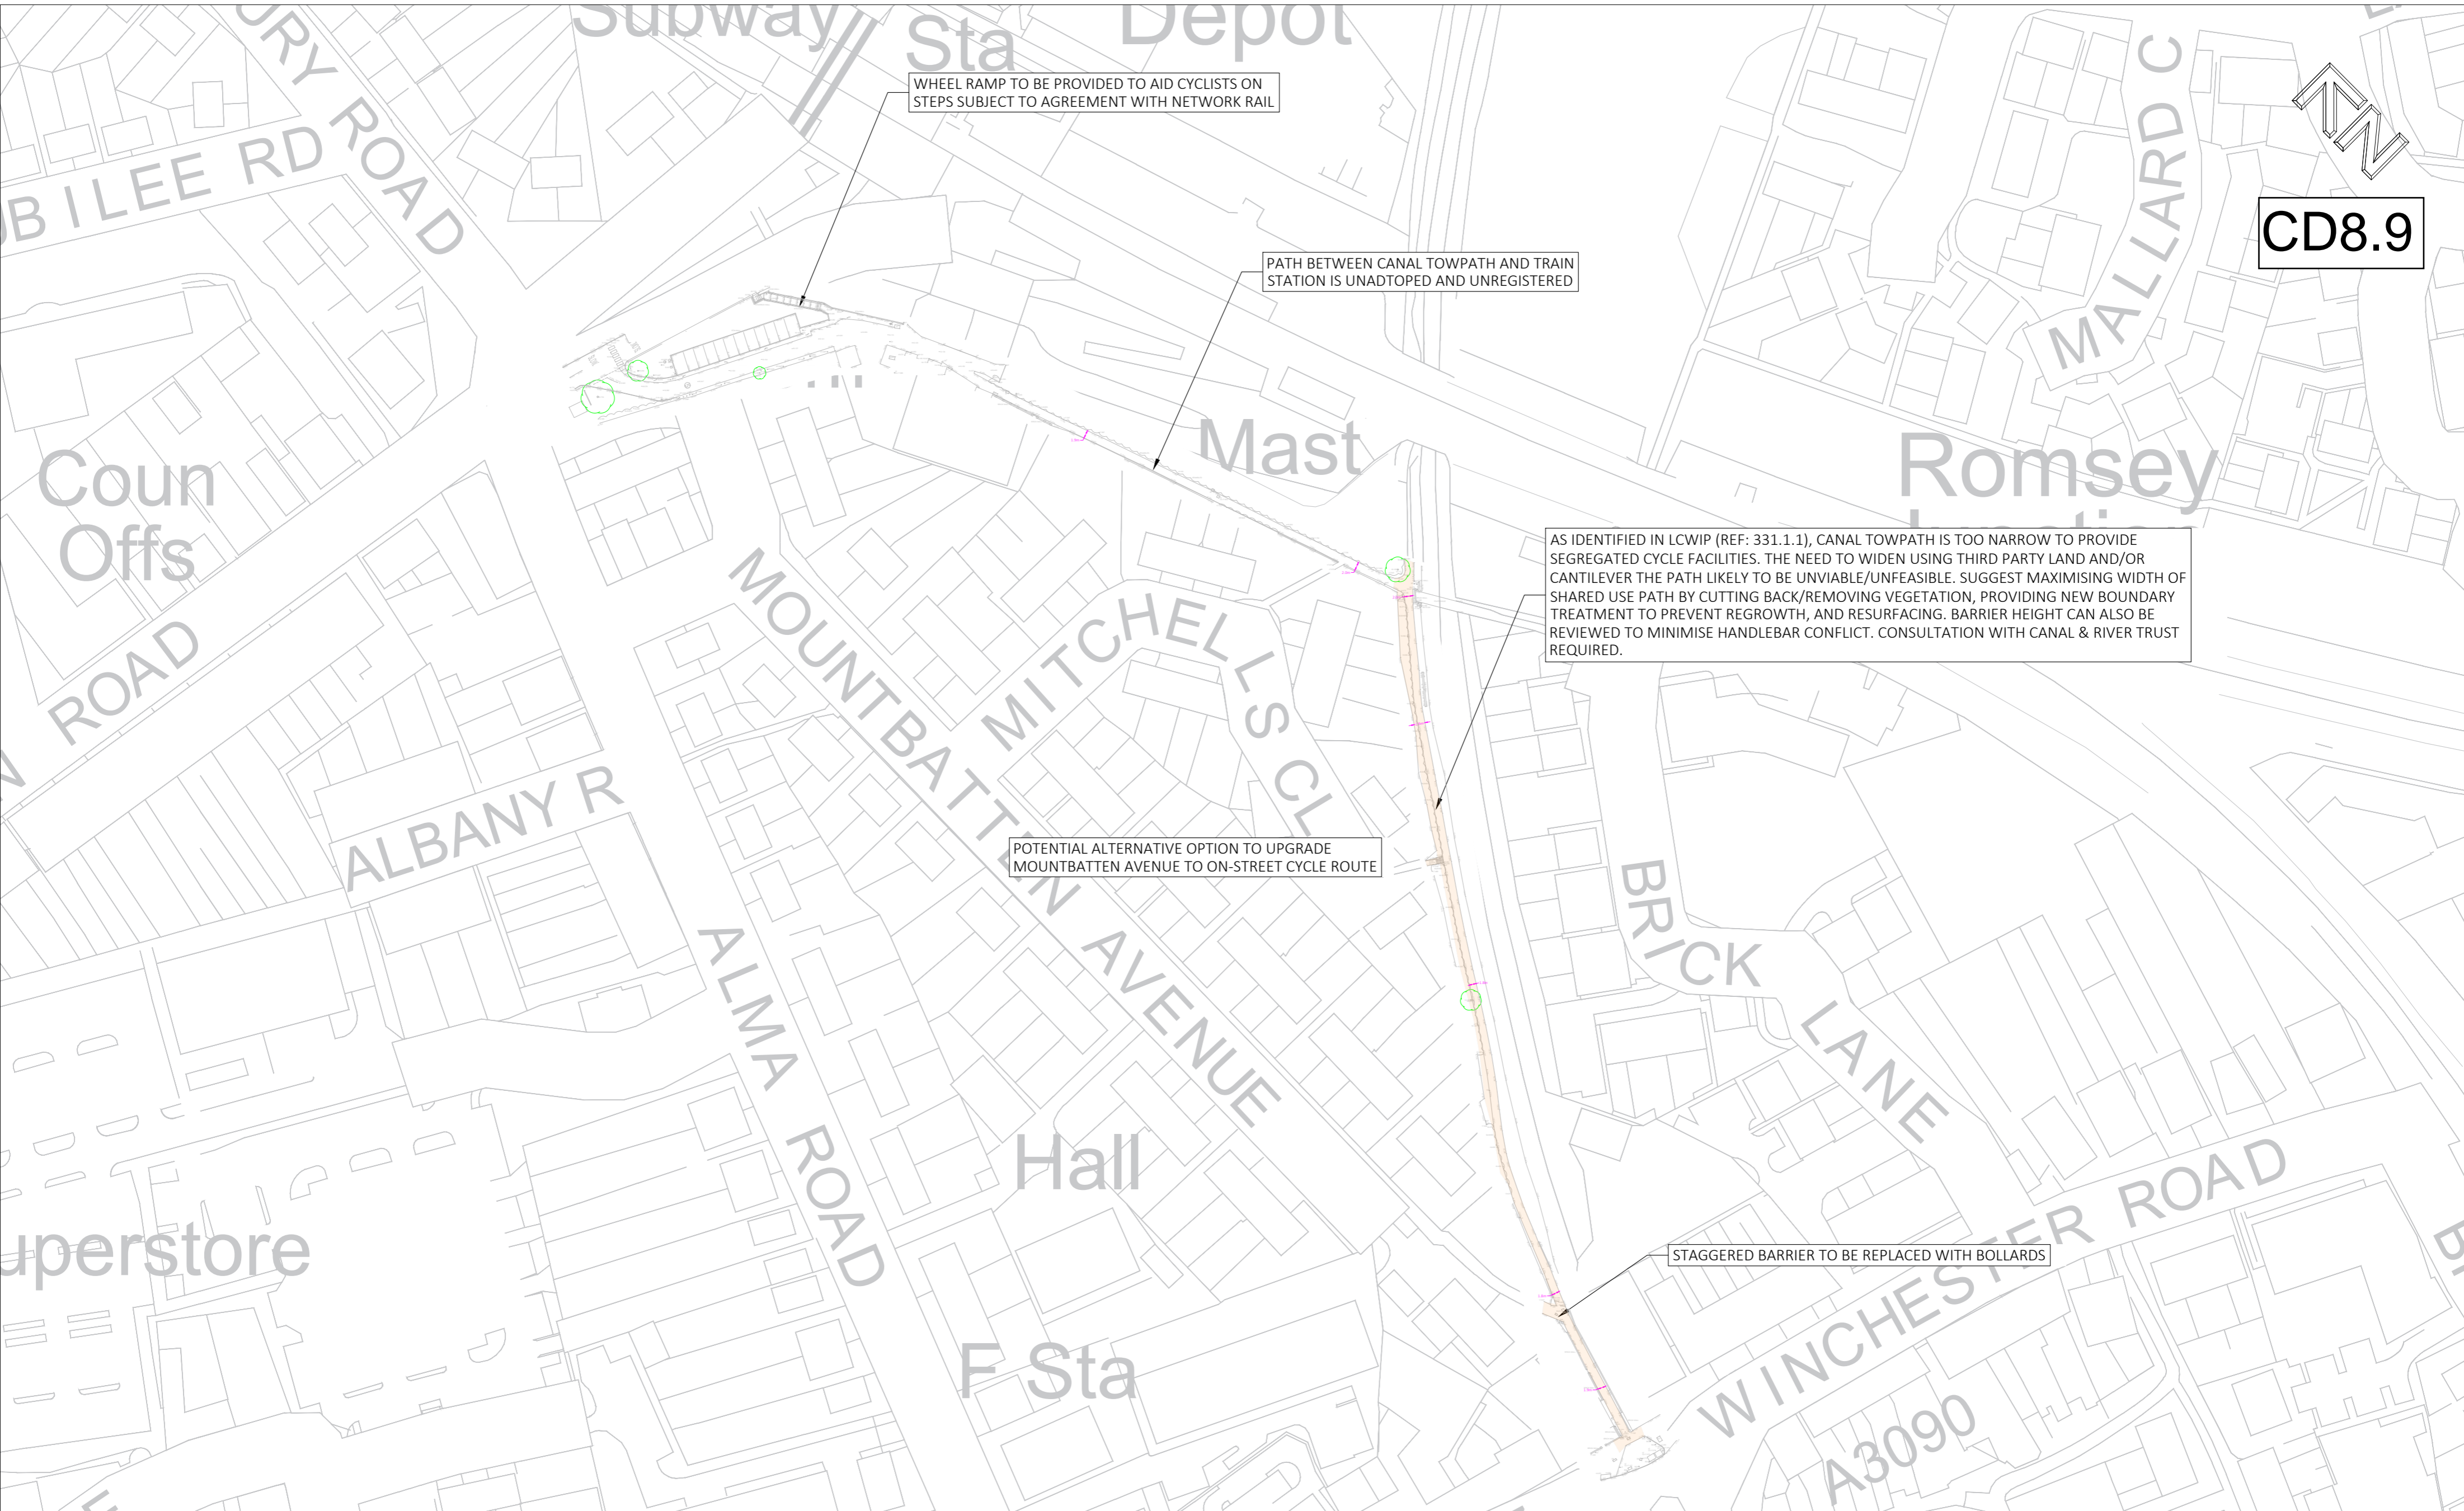 Subway
Sta
Depot
URY ROAD
WHEEL RAMP TO BE PROVIDED TO AID CYCLISTS ON
STEPS SUBJECT TO AGREEMENT WITH NETWORK RAIL
MALLARD C
N
CD8.9
UBILEE RD
PATH BETWEEN CANAL TOWPATH AND TRAIN
STATION IS UNADTOPED AND UNREGISTERED
Coun
Offs
Mast
Romsey
AS IDENTIFIED IN LCWIP (REF: 331.1.1), CANAL TOWPATH IS TOO NARROW TO PROVIDE
SEGREGATED CYCLE FACILITIES. THE NEED TO WIDEN USING THIRD PARTY LAND AND/OR
CANTILEVER THE PATH LIKELY TO BE UNVIABLE/UNFEASIBLE. SUGGEST MAXIMISING WIDTH OF
SHARED USE PATH BY CUTTING BACK/REMOVING VEGETATION, PROVIDING NEW BOUNDARY
TREATMENT TO PREVENT REGROWTH, AND RESURFACING. BARRIER HEIGHT CAN ALSO BE
REVIEWED TO MINIMISE HANDLEBAR CONFLICT. CONSULTATION WITH CANAL & RIVER TRUST
REQUIRED.
N ROAD
MITCHELLS CL
MOUNTBATTEN AVENUE
ALBANY R
POTENTIAL ALTERNATIVE OPTION TO UPGRADE
MOUNTBATTEN AVENUE TO ON-STREET CYCLE ROUTE
BRICK LANE
ALMA ROAD
Hall
uperstore
STAGGERED BARRIER TO BE REPLACED WITH BOLLARDS
WINCHESTER ROAD
F Sta
A3090